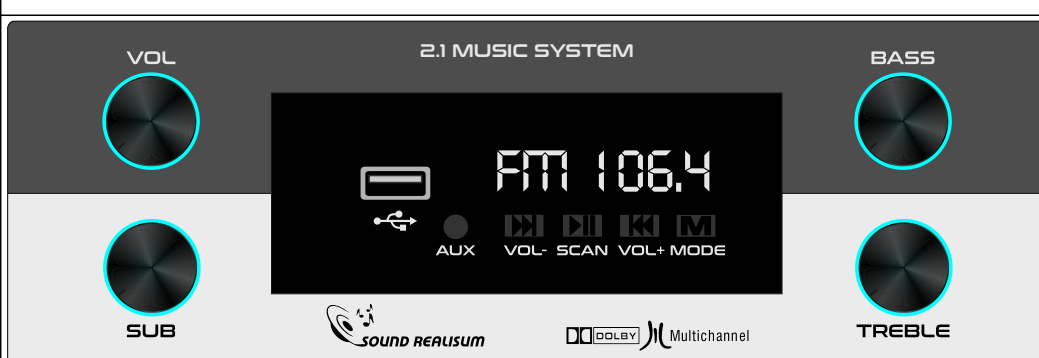 2.1 MUSIC SYSTEM
VOL
BASS
FM 106.4
AUX
VOL- SCAN VOL+ MODE
M
SUB
TREBLE
SOUND REALISUM
DOLBY
Multichannel